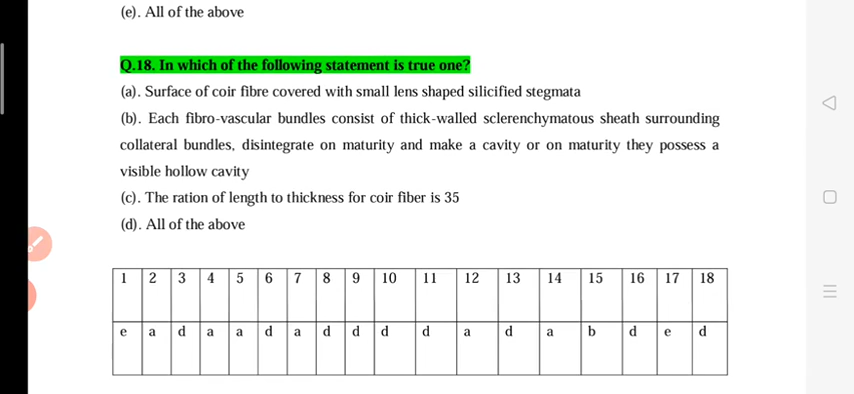 (e). All of the above
Q.18. In which of the following statement is true one?
(a). Surface of coir fibre covered with small lens shaped silicified stegmata
(b). Each fibro-vascular bundles consist of thick-walled sclerenchymatous sheath surrounding
collateral bundles, disintegrate on maturity and make a cavity or on maturity they possess a
visible hollow cavity
(c). The ration of length to thickness for coir fiber is 35
(d). All of the above
1 2 3 4 5 6 7 8 9 10 11 12 13 14 15 16 17 18
e a d a a d a d d d d a d a b d e d